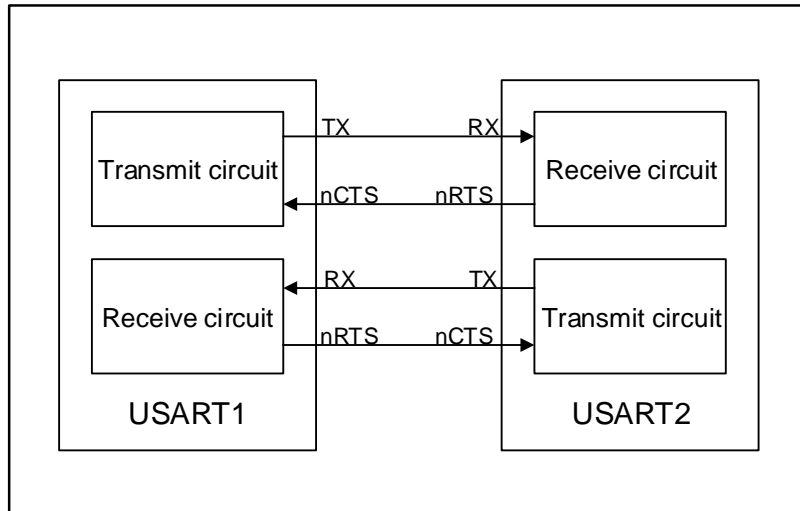 TX RX
Transmit circuit Receive circuit
nCTS nRTS
RX TX
Receive circuit Transmit circuit
nRTS nCTS
USART1 USART2